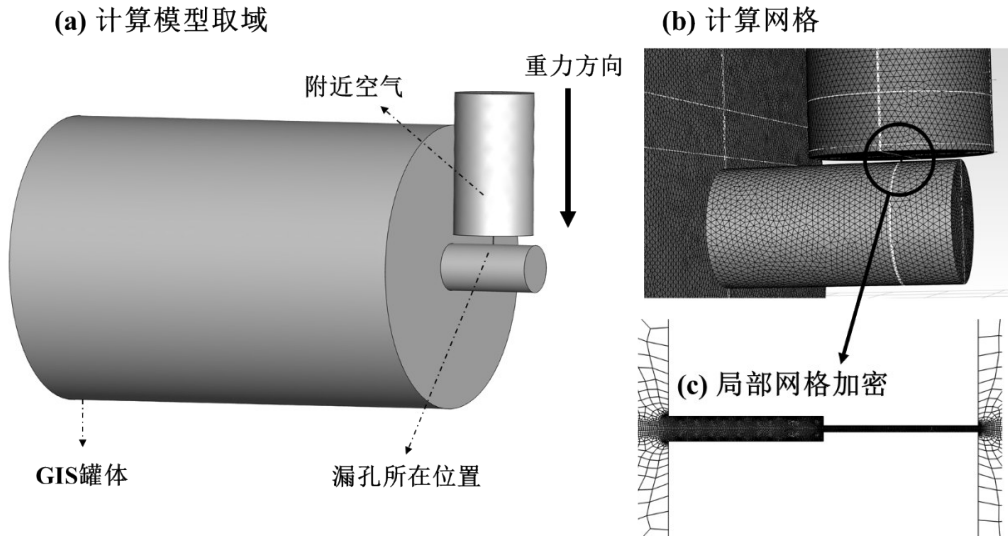 (a) 计算模型取域
附近空气
重力方向
GIS罐体
漏孔所在位置
(b) 计算网格
(c) 局部网格加密